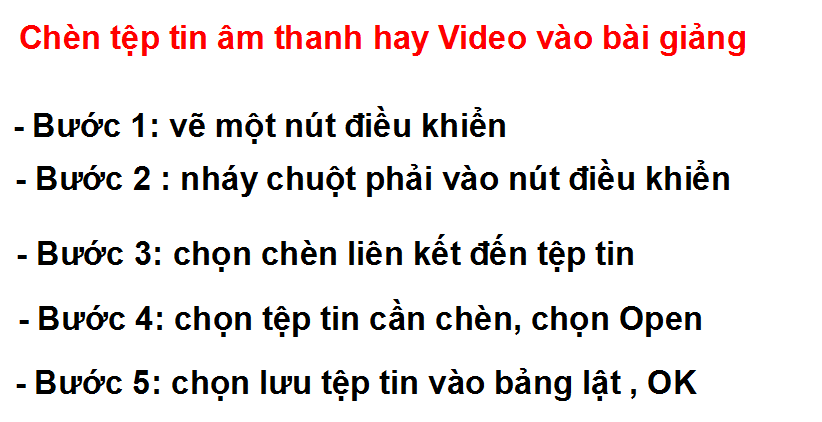 Chèn tệp tin âm thanh hay Video vào bài giảng
- Bước 1: vẽ một nút điều khiển
- Bước 2 : nháy chuột phải vào nút điều khiển
- Bước 3: chọn chèn liên kết đến tệp tin
- Bước 4: chọn tệp tin cần chèn, chọn Open
- Bước 5: chọn lưu tệp tin vào bảng lật , OK